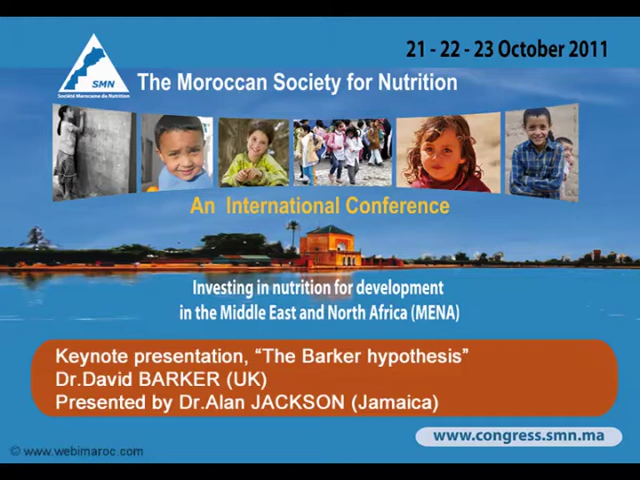 21 - 22 - 23 October 2011
SMN
Société Marocaine de Nutrition
The Moroccan Society for Nutrition
An International Conference
Investing in nutrition for development
in the Middle East and North Africa (MENA)
Keynote presentation, “The Barker hypothesis”
Dr.David BARKER (UK)
Presented by Dr.Alan JACKSON (Jamaica)
www.congress.smn.ma
© www.webimaroc.com